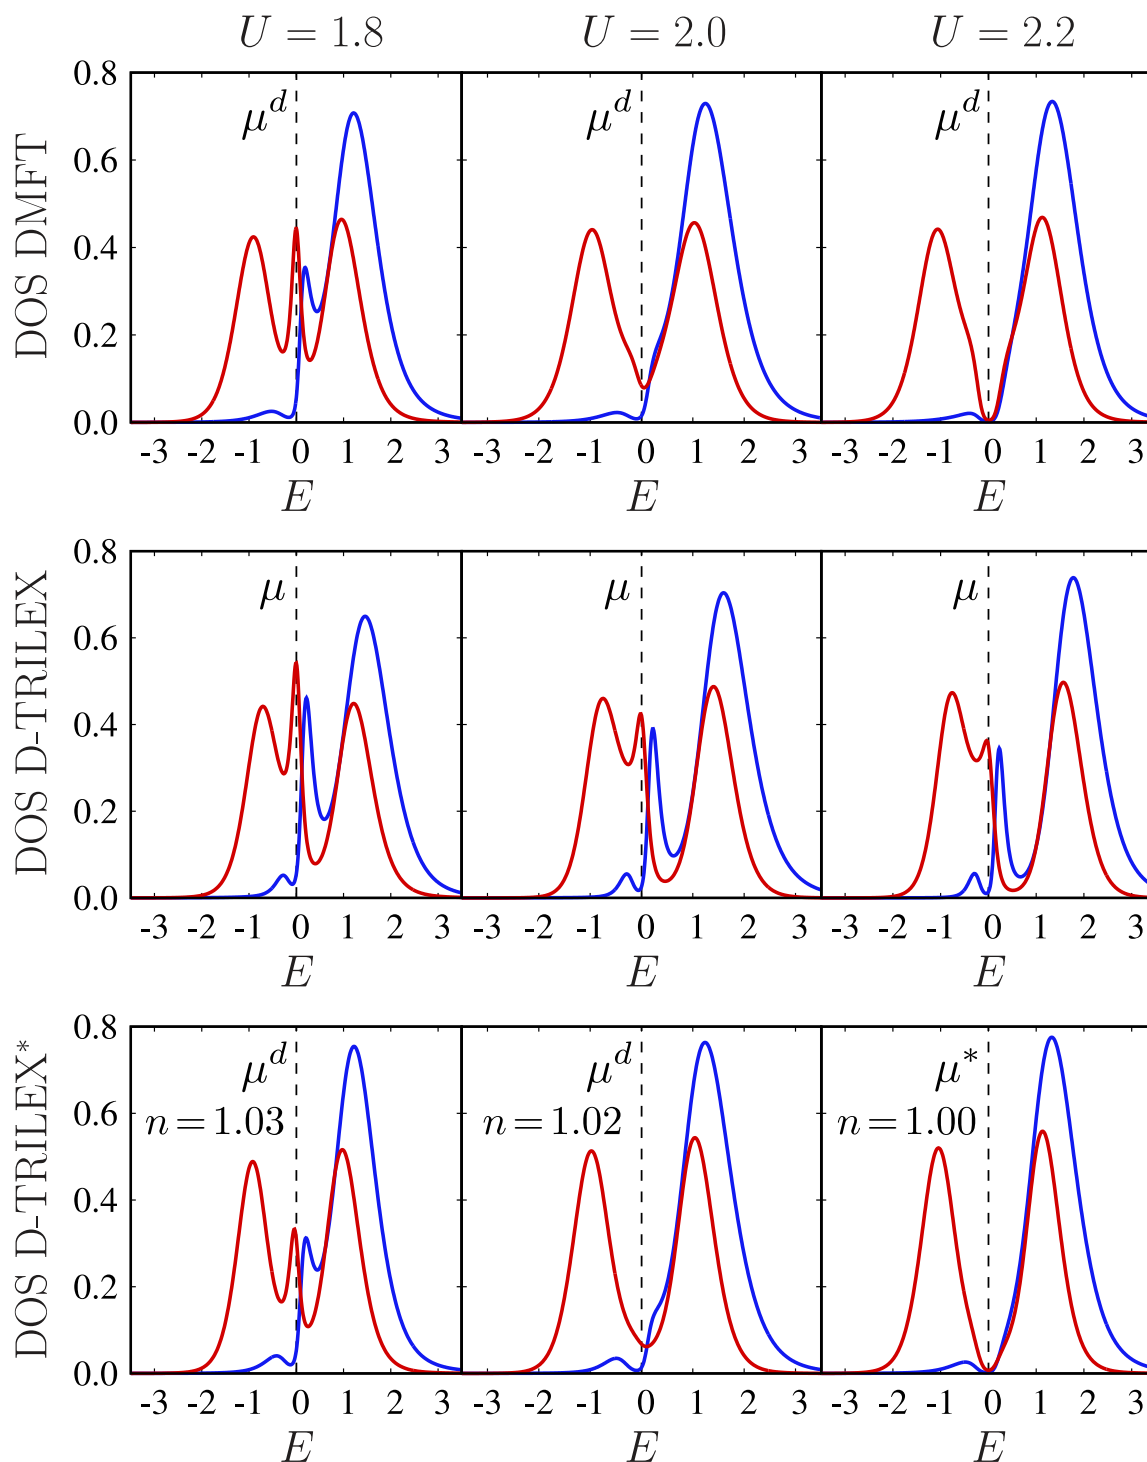 U = 1.8 U = 2.0 U = 2.2
DOS DMFT
0.8
0.6
0.4
0.2
0.0
μ^d μ^d μ^d
-3 -2 -1 0 1 2 3 -3 -2 -1 0 1 2 3 -3 -2 -1 0 1 2 3
E E E
DOS D-TRILEX
0.8
0.6
0.4
0.2
0.0
μ μ μ
-3 -2 -1 0 1 2 3 -3 -2 -1 0 1 2 3 -3 -2 -1 0 1 2 3
E E E
DOS D-TRILEX*
0.8
0.6
0.4
0.2
0.0
μ^d μ^d μ*
n = 1.03 n = 1.02 n = 1.00
-3 -2 -1 0 1 2 3 -3 -2 -1 0 1 2 3 -3 -2 -1 0 1 2 3
E E E